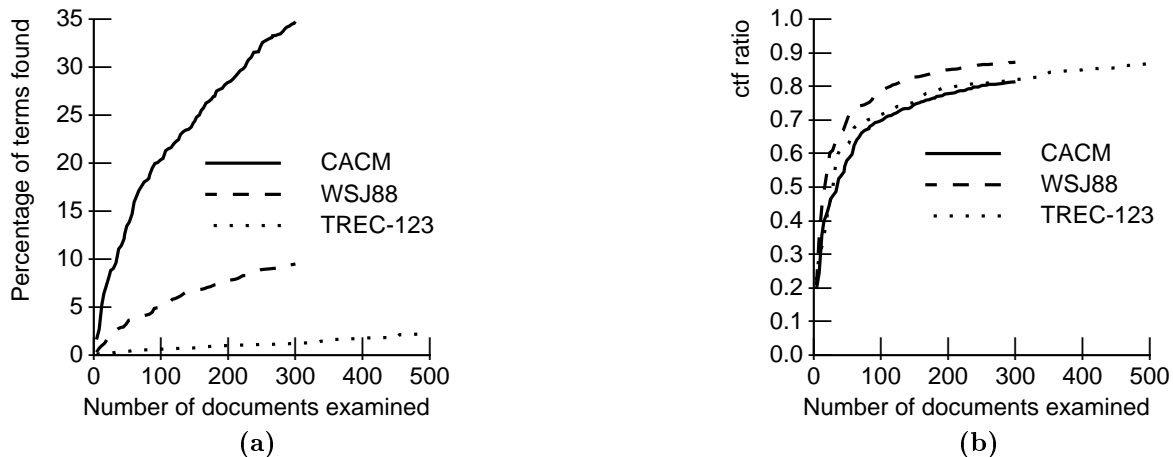 Percentage of terms found
35
30
25
20
15
10
5
0
CACM
WSJ88
TREC-123
0 100 200 300 400 500
Number of documents examined
(a)
ctf ratio
1.0
0.9
0.8
0.7
0.6
0.5
0.4
0.3
0.2
0.1
0.0
CACM
WSJ88
TREC-123
0 100 200 300 400 500
Number of documents examined
(b)